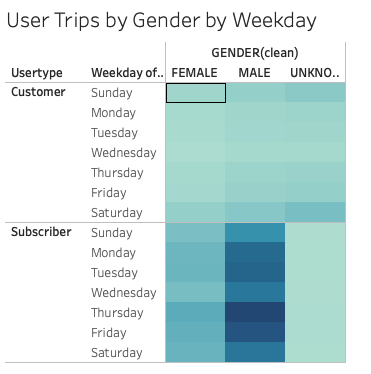 User Trips by Gender by Weekday
GENDER(clean)
Usertype Weekday of.. FEMALE MALE UNKNO..
Customer Sunday
Monday
Tuesday
Wednesday
Thursday
Friday
Saturday
Subscriber Sunday
Monday
Tuesday
Wednesday
Thursday
Friday
Saturday